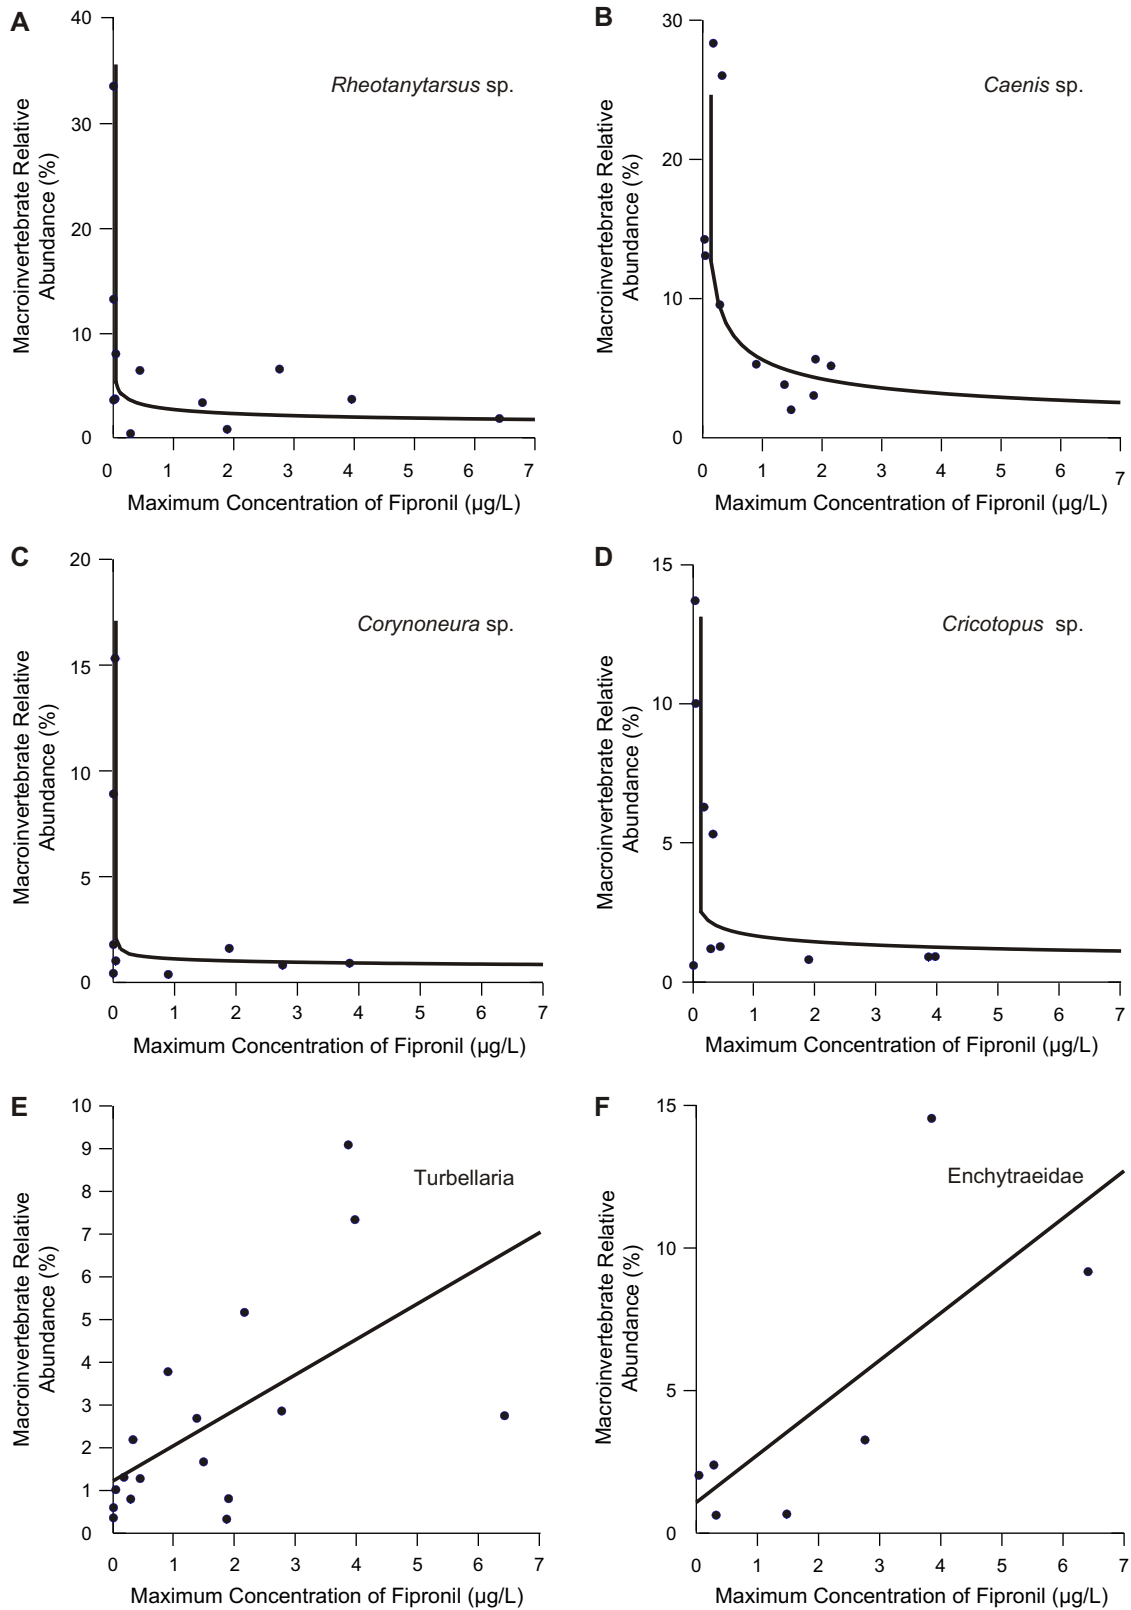 A
Rheotanytarsus sp.
Macroinvertebrate Relative
Abundance (%)
40
30
20
10
0
0 1 2 3 4 5 6 7
Maximum Concentration of Fipronil (µg/L)
B
Caenis sp.
Macroinvertebrate Relative
Abundance (%)
30
20
10
0
0 1 2 3 4 5 6 7
Maximum Concentration of Fipronil (µg/L)
C
Corynoneura sp.
Macroinvertebrate Relative
Abundance (%)
20
15
10
5
0
0 1 2 3 4 5 6 7
Maximum Concentration of Fipronil (µg/L)
D
Cricotopus sp.
Macroinvertebrate Relative
Abundance (%)
15
10
5
0
0 1 2 3 4 5 6 7
Maximum Concentration of Fipronil (µg/L)
E
Turbellaria
Macroinvertebrate Relative
Abundance (%)
10
9
8
7
6
5
4
3
2
1
0
0 1 2 3 4 5 6 7
Maximum Concentration of Fipronil (µg/L)
F
Enchytraeidae
Macroinvertebrate Relative
Abundance (%)
15
10
5
0
0 1 2 3 4 5 6 7
Maximum Concentration of Fipronil (µg/L)